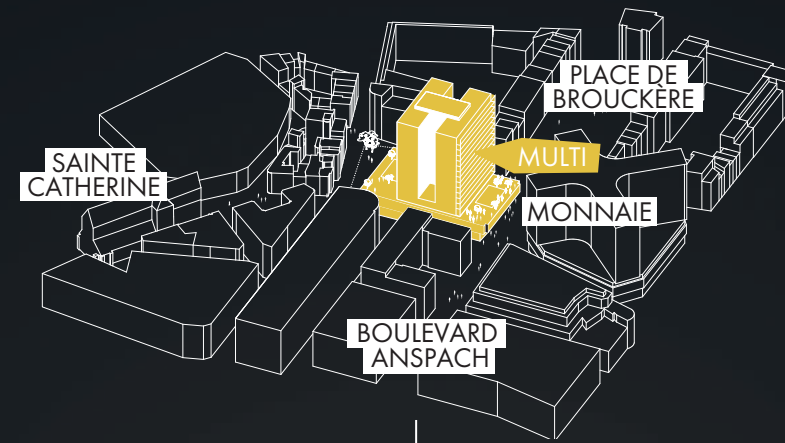 PLACE DE
BROUCKÈRE
MULTI
SAINTE
CATHERINE
MONNAIE
BOULEVARD
ANSPACH